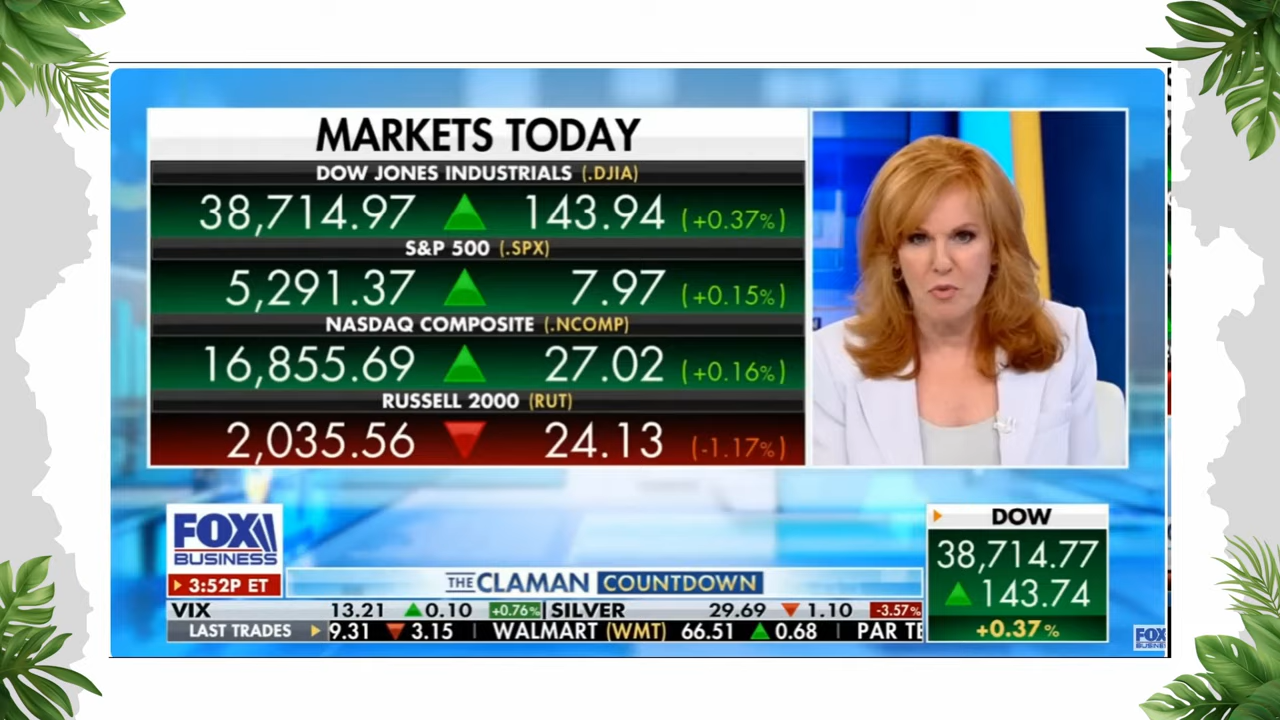 MARKETS TODAY
DOW JONES INDUSTRIALS (.DJIA)
38,714.97 ▲ 143.94 (+0.37%)
S&P 500 (.SPX)
5,291.37 ▲ 7.97 (+0.15%)
NASDAQ COMPOSITE (.NCOMP)
16,855.69 ▲ 27.02 (+0.16%)
RUSSELL 2000 (RUT)
2,035.56 ▼ 24.13 (-1.17%)
FOX
BUSINESS
3:52P ET
THE CLAMAN COUNTDOWN
VIX 13.21 ▲ 0.10 +0.76% SILVER 29.69 ▼ 1.10 -3.57%
LAST TRADES 9.31 ▼ 3.15 | WALMART (WMT) 66.51 ▲ 0.68 | PAR TE
DOW
38,714.77
▲ 143.74
+0.37%
FOX
BUSINESS